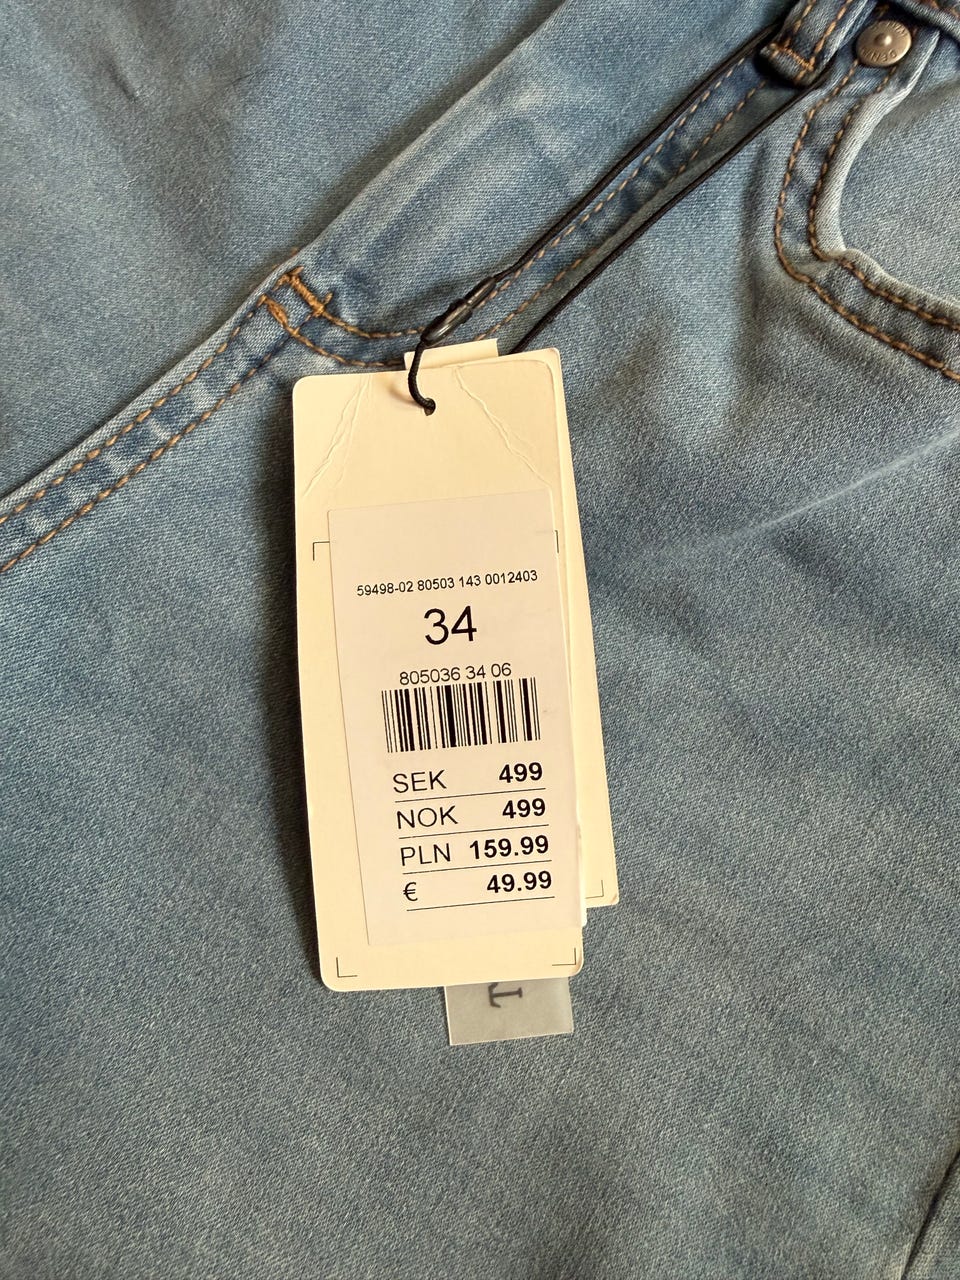 59498-02 80503 143 0012403
34
805036 34 06
SEK 499
NOK 499
PLN 159.99
€ 49.99